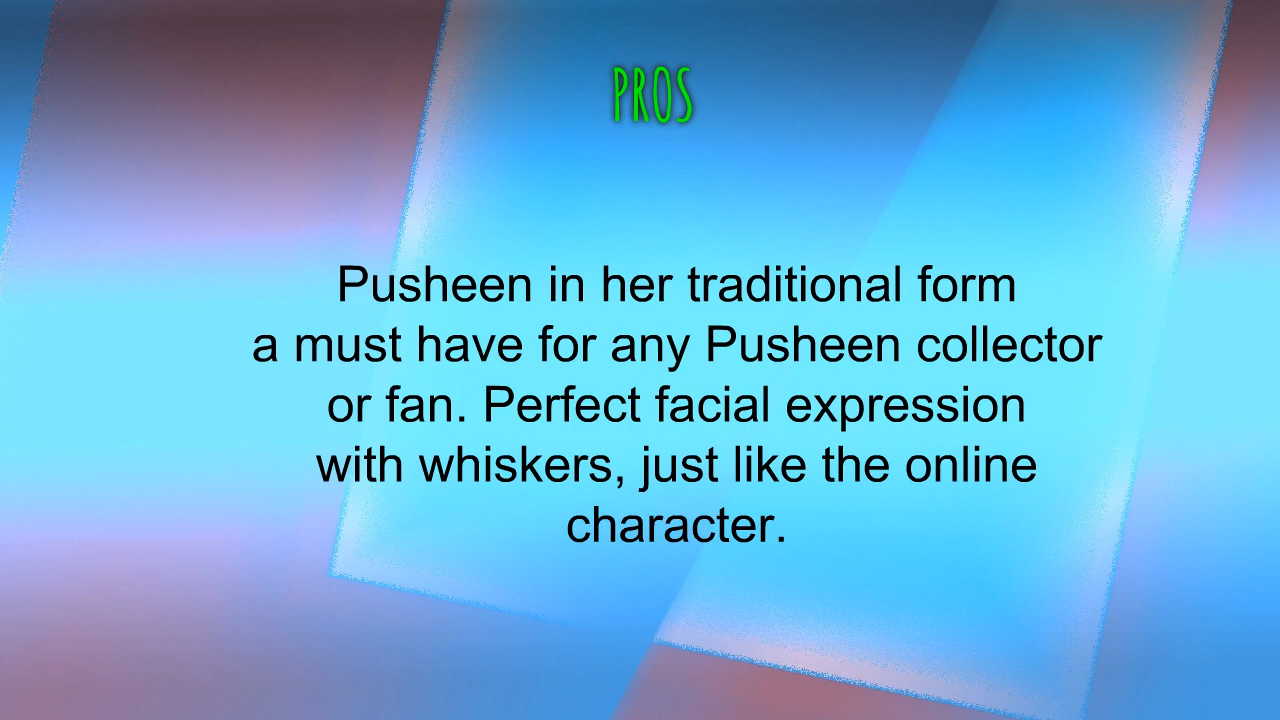 PROS
Pusheen in her traditional form
a must have for any Pusheen collector
or fan. Perfect facial expression
with whiskers, just like the online
character.